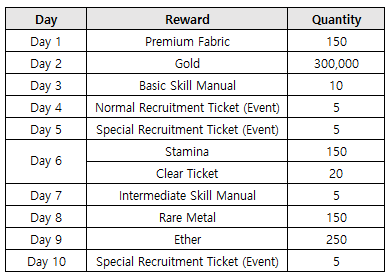 Day Reward Quantity
Day 1 Premium Fabric 150
Day 2 Gold 300,000
Day 3 Basic Skill Manual 10
Day 4 Normal Recruitment Ticket (Event) 5
Day 5 Special Recruitment Ticket (Event) 5
Day 6 Stamina 150
Clear Ticket 20
Day 7 Intermediate Skill Manual 5
Day 8 Rare Metal 150
Day 9 Ether 250
Day 10 Special Recruitment Ticket (Event) 5